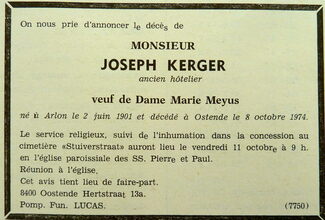 On nous prie d'annoncer le décès de
MONSIEUR
JOSEPH KERGER
ancien hôtelier
veuf de Dame Marie Meyus
né à Arlon le 2 juin 1901 et décédé à Ostende le 8 octobre 1974.
Le service religieux, suivi de l'inhumation dans la concession au
cimetière «Stuiverstraat» auront lieu le vendredi 11 octobre à 9 h.
en l'église paroissiale des SS. Pierre et Paul.
Réunion à l'église.
Cet avis tient lieu de faire-part.
8400 Oostende Hertstraat 13a.
Pomp. Fun. LUCAS. (7750)